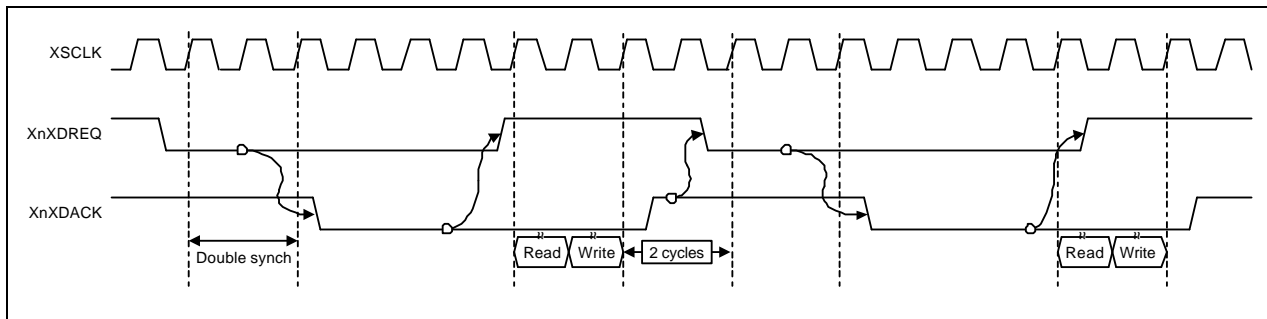 XSCLK
XnXDREQ
XnXDACK
Double synch
Read
Write
2 cycles
Read
Write